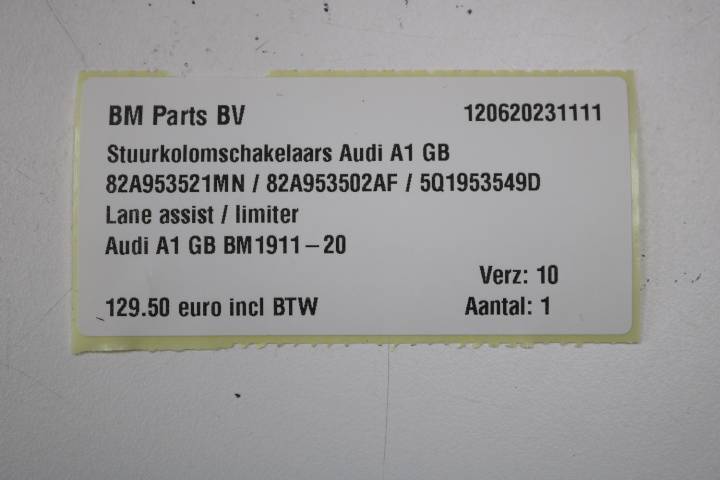 BM Parts BV 120620231111
Stuurkolomschakelaars Audi A1 GB
82A953521MN / 82A953502AF / 5Q1953549D
Lane assist / limiter
Audi A1 GB BM1911-20
Verz: 10
129.50 euro incl BTW Aantal: 1